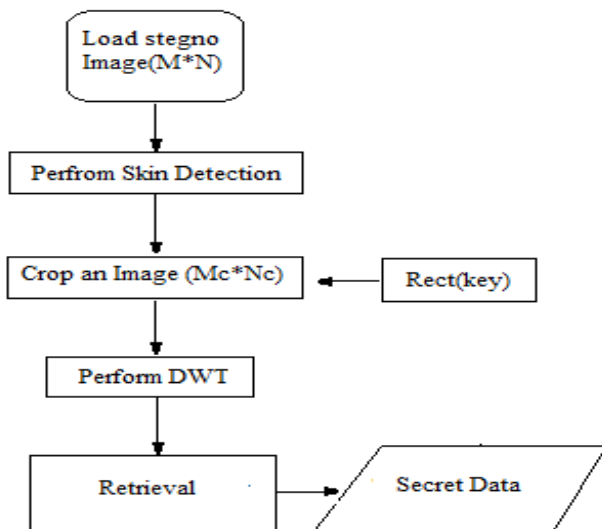 Load stegno
Image(M*N)
Perfrom Skin Detection
Crop an Image (Mc*Nc)
Rect(key)
Perform DWT
Retrieval
Secret Data